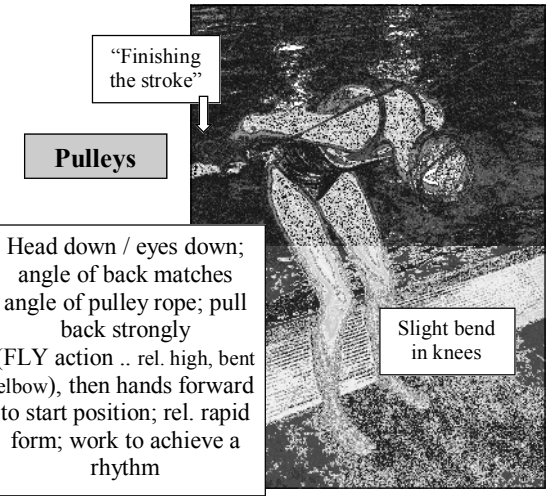 “Finishing
the stroke”
Pulleys
Head down / eyes down;
angle of back matches
angle of pulley rope; pull
back strongly
(FLY action .. rel. high, bent
elbow), then hands forward
to start position; rel. rapid
form; work to achieve a
rhythm
Slight bend
in knees